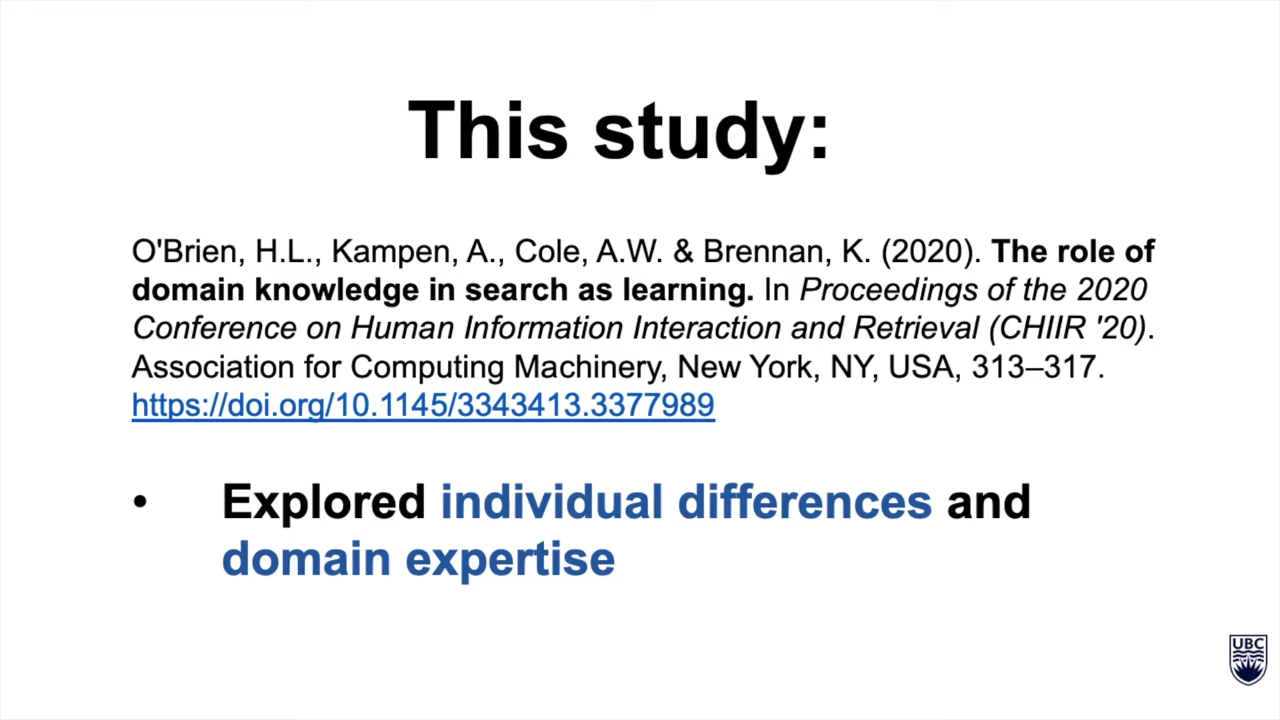 This study:
O'Brien, H.L., Kampen, A., Cole, A.W. & Brennan, K. (2020). The role of
domain knowledge in search as learning. In Proceedings of the 2020
Conference on Human Information Interaction and Retrieval (CHIIR '20).
Association for Computing Machinery, New York, NY, USA, 313–317.
https://doi.org/10.1145/3343413.3377989
• Explored individual differences and
domain expertise
UBC